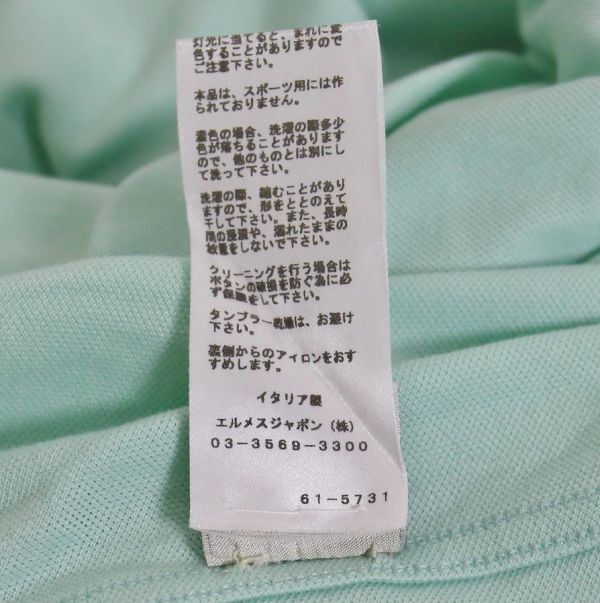 灯光に当てると、まれに変
色することがありますので
ご注意下さい。
本品は、スポーツ用には作
られておりません。
濃色の場合、洗濯の際多少
色が落ちることがあります
ので、他のものとは別にし
て洗って下さい。
洗濯の際、縮むことがあり
ますので、形をととのえて
干して下さい。また、長時
間の浸漬や、濡れたままの
放置をしないで下さい。
クリーニングを行う場合は
ボタンの破損を防ぐ為に必
ず保護をして下さい。
タンブラー乾燥は、お避け
下さい。
裏側からのアイロンをおす
すめします。
イタリア製
エルメスジャポン(株)
03-3569-3300
61-5731